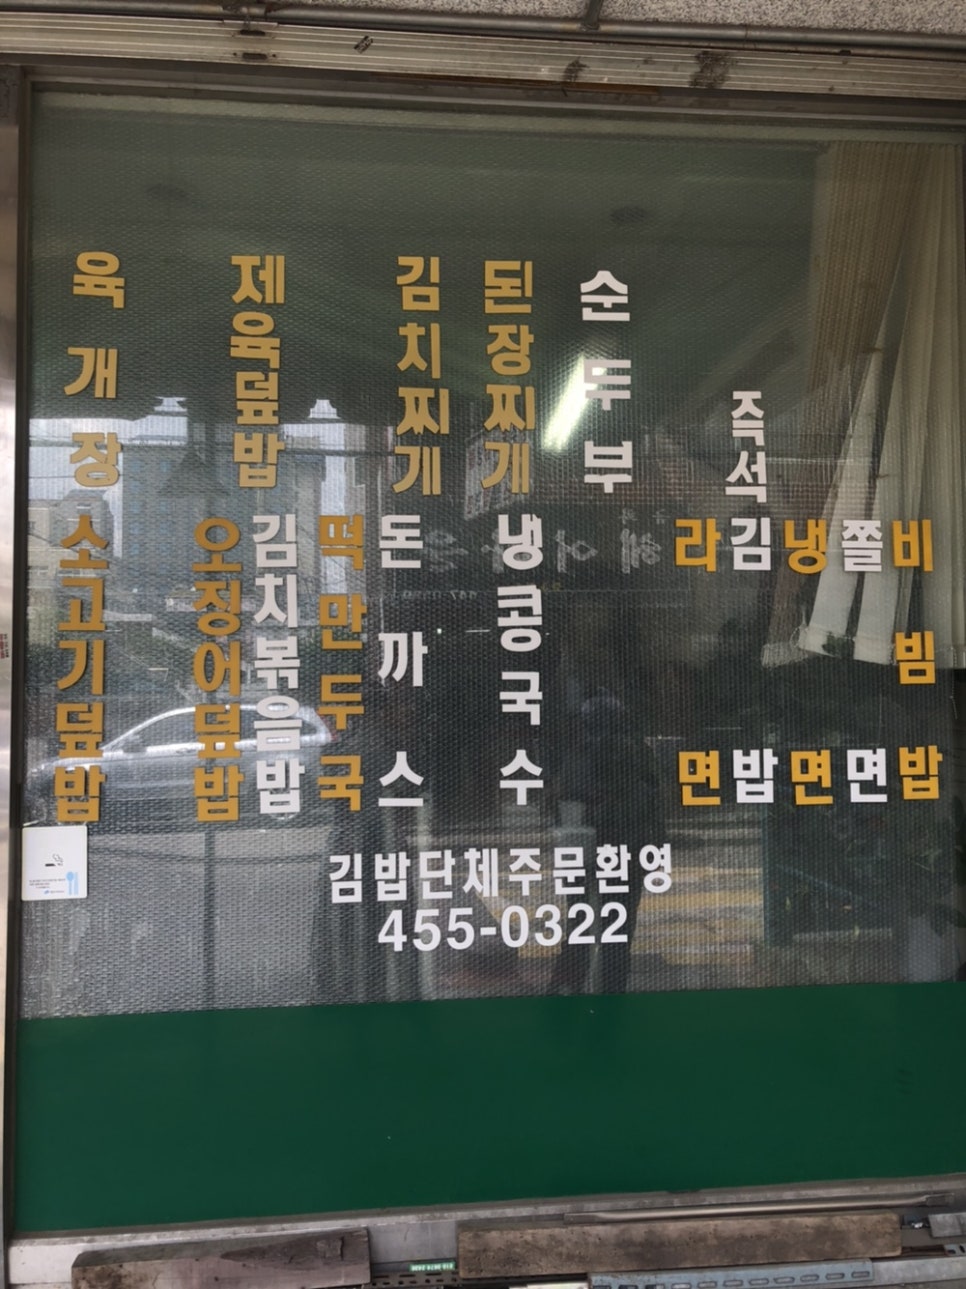 육개장
제육덮밥
김치찌개
된장찌개
순두부
소고기덮밥
오징어덮밥
김치볶음밥
떡만두국
돈까스
냉콩국수
라면
즉석김밥
냉면
쫄면
비빔밥
김밥단체주문환영
455-0322